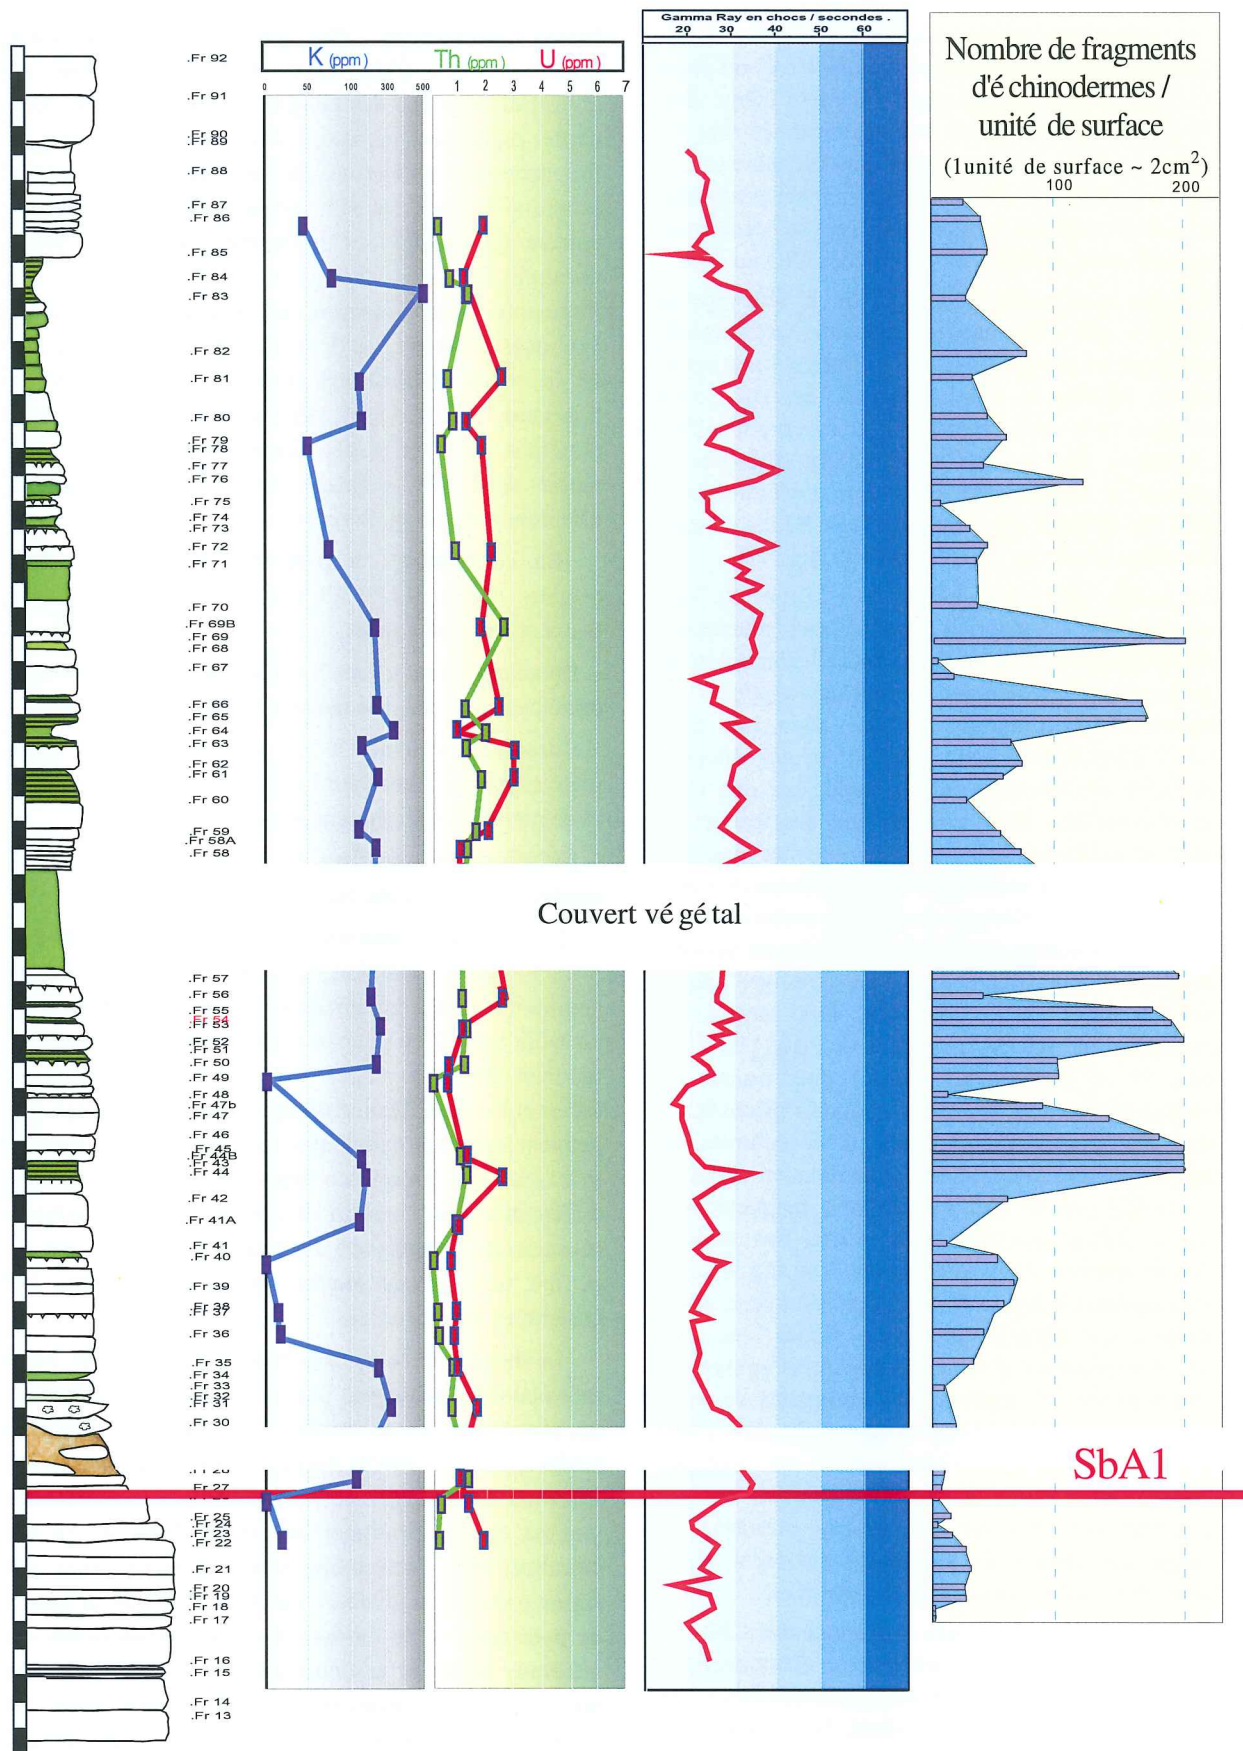 Gamma Ray en chocs / secondes .
20 30 40 50 60
K (ppm) Th (ppm) U (ppm)
0 50 100 300 500 1 2 3 4 5 6 7
Nombre de fragments
d'é chinodermes /
unité de surface
(1unité de surface ~ 2cm²)
100 200
.Fr 92
.Fr 91
.Fr 90
.Fr 89
.Fr 88
.Fr 87
.Fr 86
.Fr 85
.Fr 84
.Fr 83
.Fr 82
.Fr 81
.Fr 80
.Fr 79
.Fr 78
.Fr 77
.Fr 76
.Fr 75
.Fr 74
.Fr 73
.Fr 72
.Fr 71
.Fr 70
.Fr 69B
.Fr 69
.Fr 68
.Fr 67
.Fr 66
.Fr 65
.Fr 64
.Fr 63
.Fr 62
.Fr 61
.Fr 60
.Fr 59
.Fr 58A
.Fr 58
Couvert vé gé tal
.Fr 57
.Fr 56
.Fr 55
.Fr 54
.Fr 53
.Fr 52
.Fr 51
.Fr 50
.Fr 49
.Fr 48
.Fr 47b
.Fr 47
.Fr 46
.Fr 45
.Fr 44B
.Fr 43
.Fr 44
.Fr 42
.Fr 41A
.Fr 41
.Fr 40
.Fr 39
.Fr 38
.Fr 37
.Fr 36
.Fr 35
.Fr 34
.Fr 33
.Fr 32
.Fr 31
.Fr 30
SbA1
.Fr 27
.Fr 25
.Fr 24
.Fr 23
.Fr 22
.Fr 21
.Fr 20
.Fr 19
.Fr 18
.Fr 17
.Fr 16
.Fr 15
.Fr 14
.Fr 13